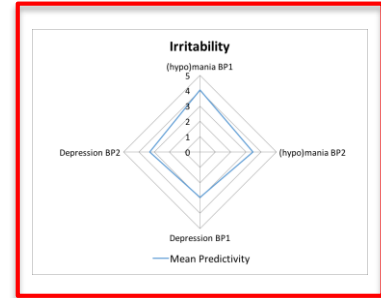 Irritability
(hypo)mania BP1
5
4
3
2
1
0
Depression BP2
(hypo)mania BP2
Depression BP1
Mean Predictivity